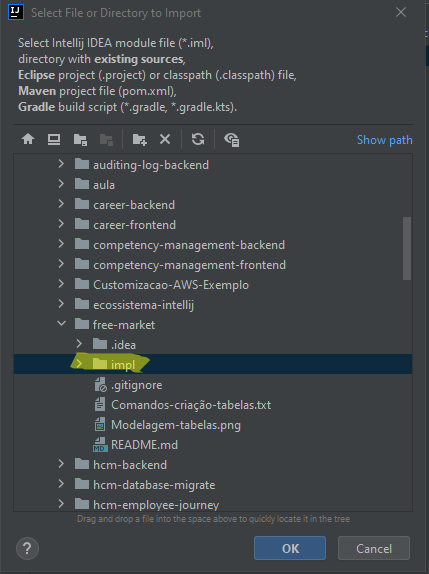 IJ
Select File or Directory to Import
Select Intellij IDEA module file (*.iml),
directory with existing sources,
Eclipse project (.project) or classpath (.classpath) file,
Maven project file (pom.xml),
Gradle build script (*.gradle, *.gradle.kts).
Show path
auditing-log-backend
aula
career-backend
career-frontend
competency-management-backend
competency-management-frontend
Customizacao-AWS-Exemplo
ecossistema-intellij
free-market
.idea
impl
.gitignore
Comandos-criação-tabelas.txt
Modelagem-tabelas.png
MD README.md
hcm-backend
hcm-database-migrate
hcm-employee-journey
Drag and drop a file into the space above to quickly locate it in the tree
?
OK
Cancel